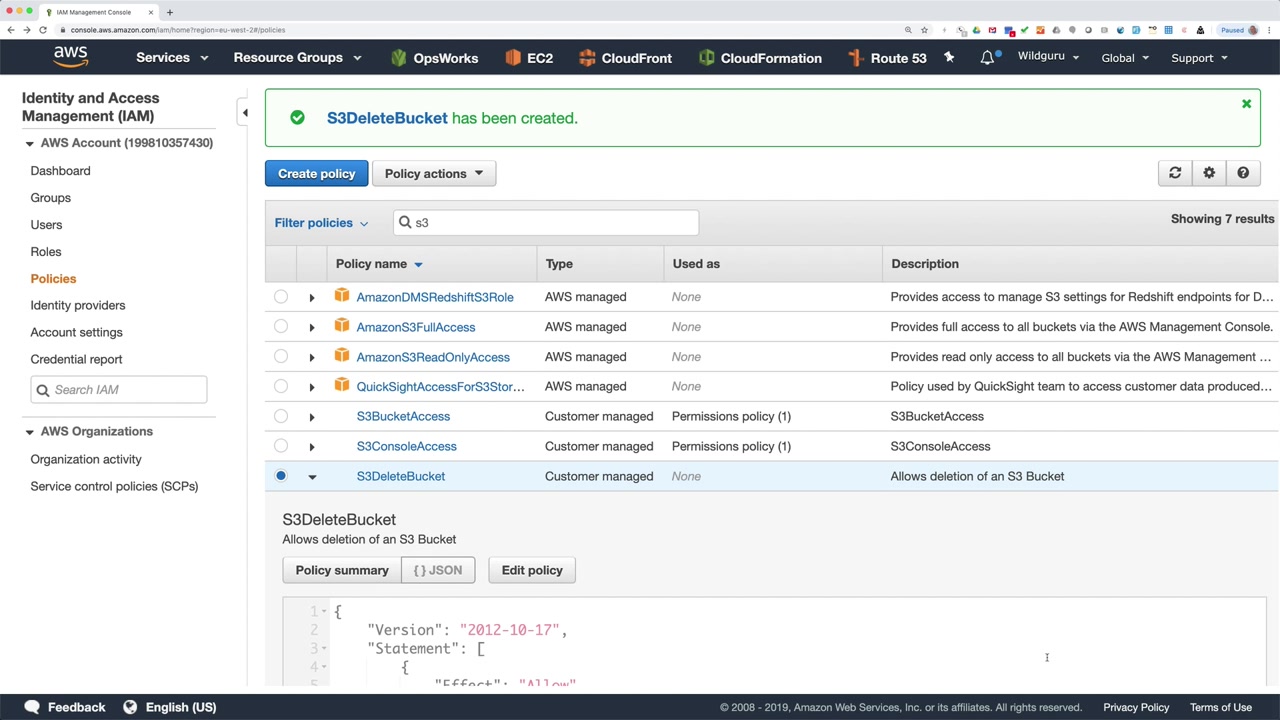 IAM Management Console
console.aws.amazon.com/iam/home?region=eu-west-2#/policies
Paused
aws
Services
Resource Groups
OpsWorks
EC2
CloudFront
CloudFormation
Route 53
Wildguru
Global
Support
Identity and Access
Management (IAM)
AWS Account (199810357430)
Dashboard
Groups
Users
Roles
Policies
Identity providers
Account settings
Credential report
Search IAM
AWS Organizations
Organization activity
Service control policies (SCPs)
S3DeleteBucket has been created.
Create policy
Policy actions
Filter policies
s3
Showing 7 results
Policy name Type Used as Description
AmazonDMSRedshiftS3Role AWS managed None Provides access to manage S3 settings for Redshift endpoints for D…
AmazonS3FullAccess AWS managed None Provides full access to all buckets via the AWS Management Console.
AmazonS3ReadOnlyAccess AWS managed None Provides read only access to all buckets via the AWS Management …
QuickSightAccessForS3Stor… AWS managed None Policy used by QuickSight team to access customer data produced…
S3BucketAccess Customer managed Permissions policy (1) S3BucketAccess
S3ConsoleAccess Customer managed Permissions policy (1) S3ConsoleAccess
S3DeleteBucket Customer managed None Allows deletion of an S3 Bucket
S3DeleteBucket
Allows deletion of an S3 Bucket
Policy summary
{ } JSON
Edit policy
1 {
2 "Version": "2012-10-17",
3 "Statement": [
4 {
5 "Effect": "Allow"
Feedback
English (US)
© 2008 - 2019, Amazon Web Services, Inc. or its affiliates. All rights reserved.
Privacy Policy
Terms of Use